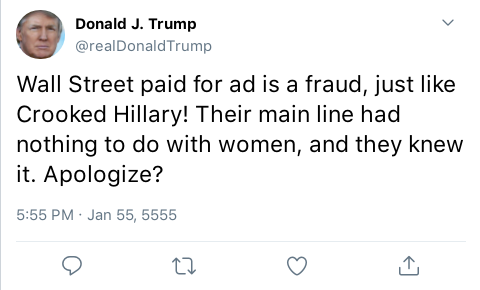 Donald J. Trump
@realDonaldTrump
Wall Street paid for ad is a fraud, just like
Crooked Hillary! Their main line had
nothing to do with women, and they knew
it. Apologize?
5:55 PM · Jan 55, 5555